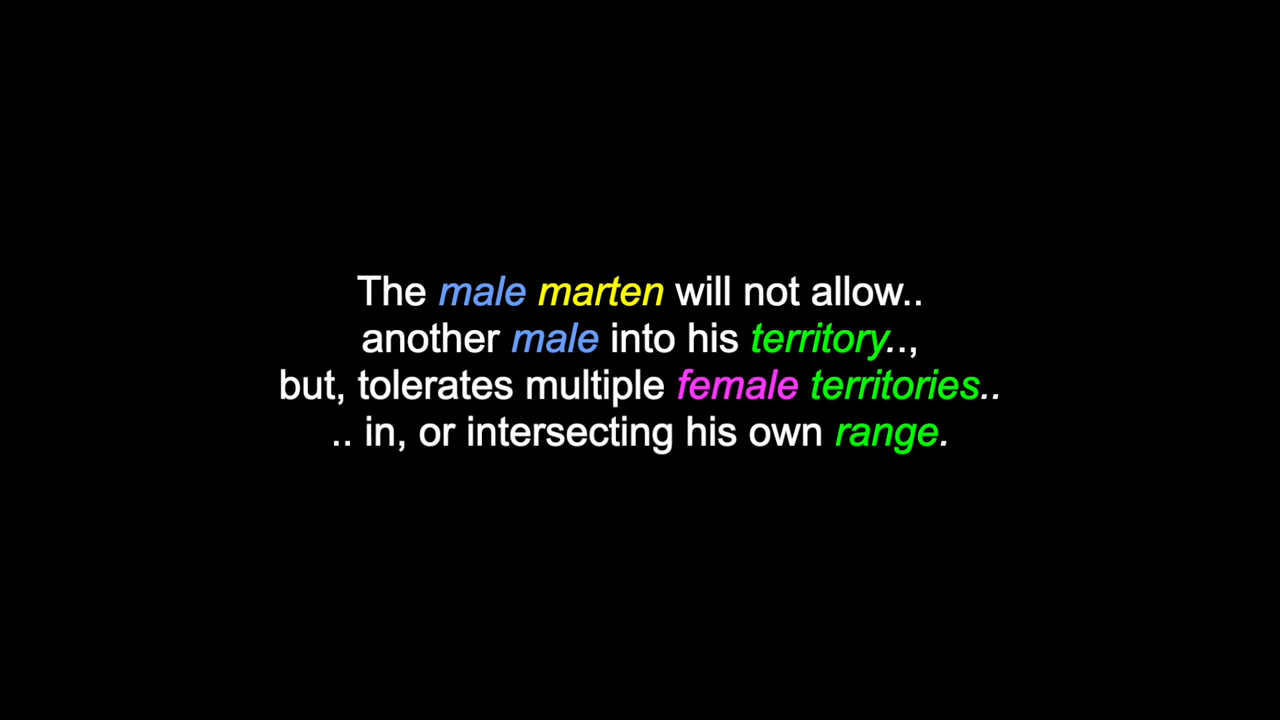 The male marten will not allow..
another male into his territory..,
but, tolerates multiple female territories..
.. in, or intersecting his own range.